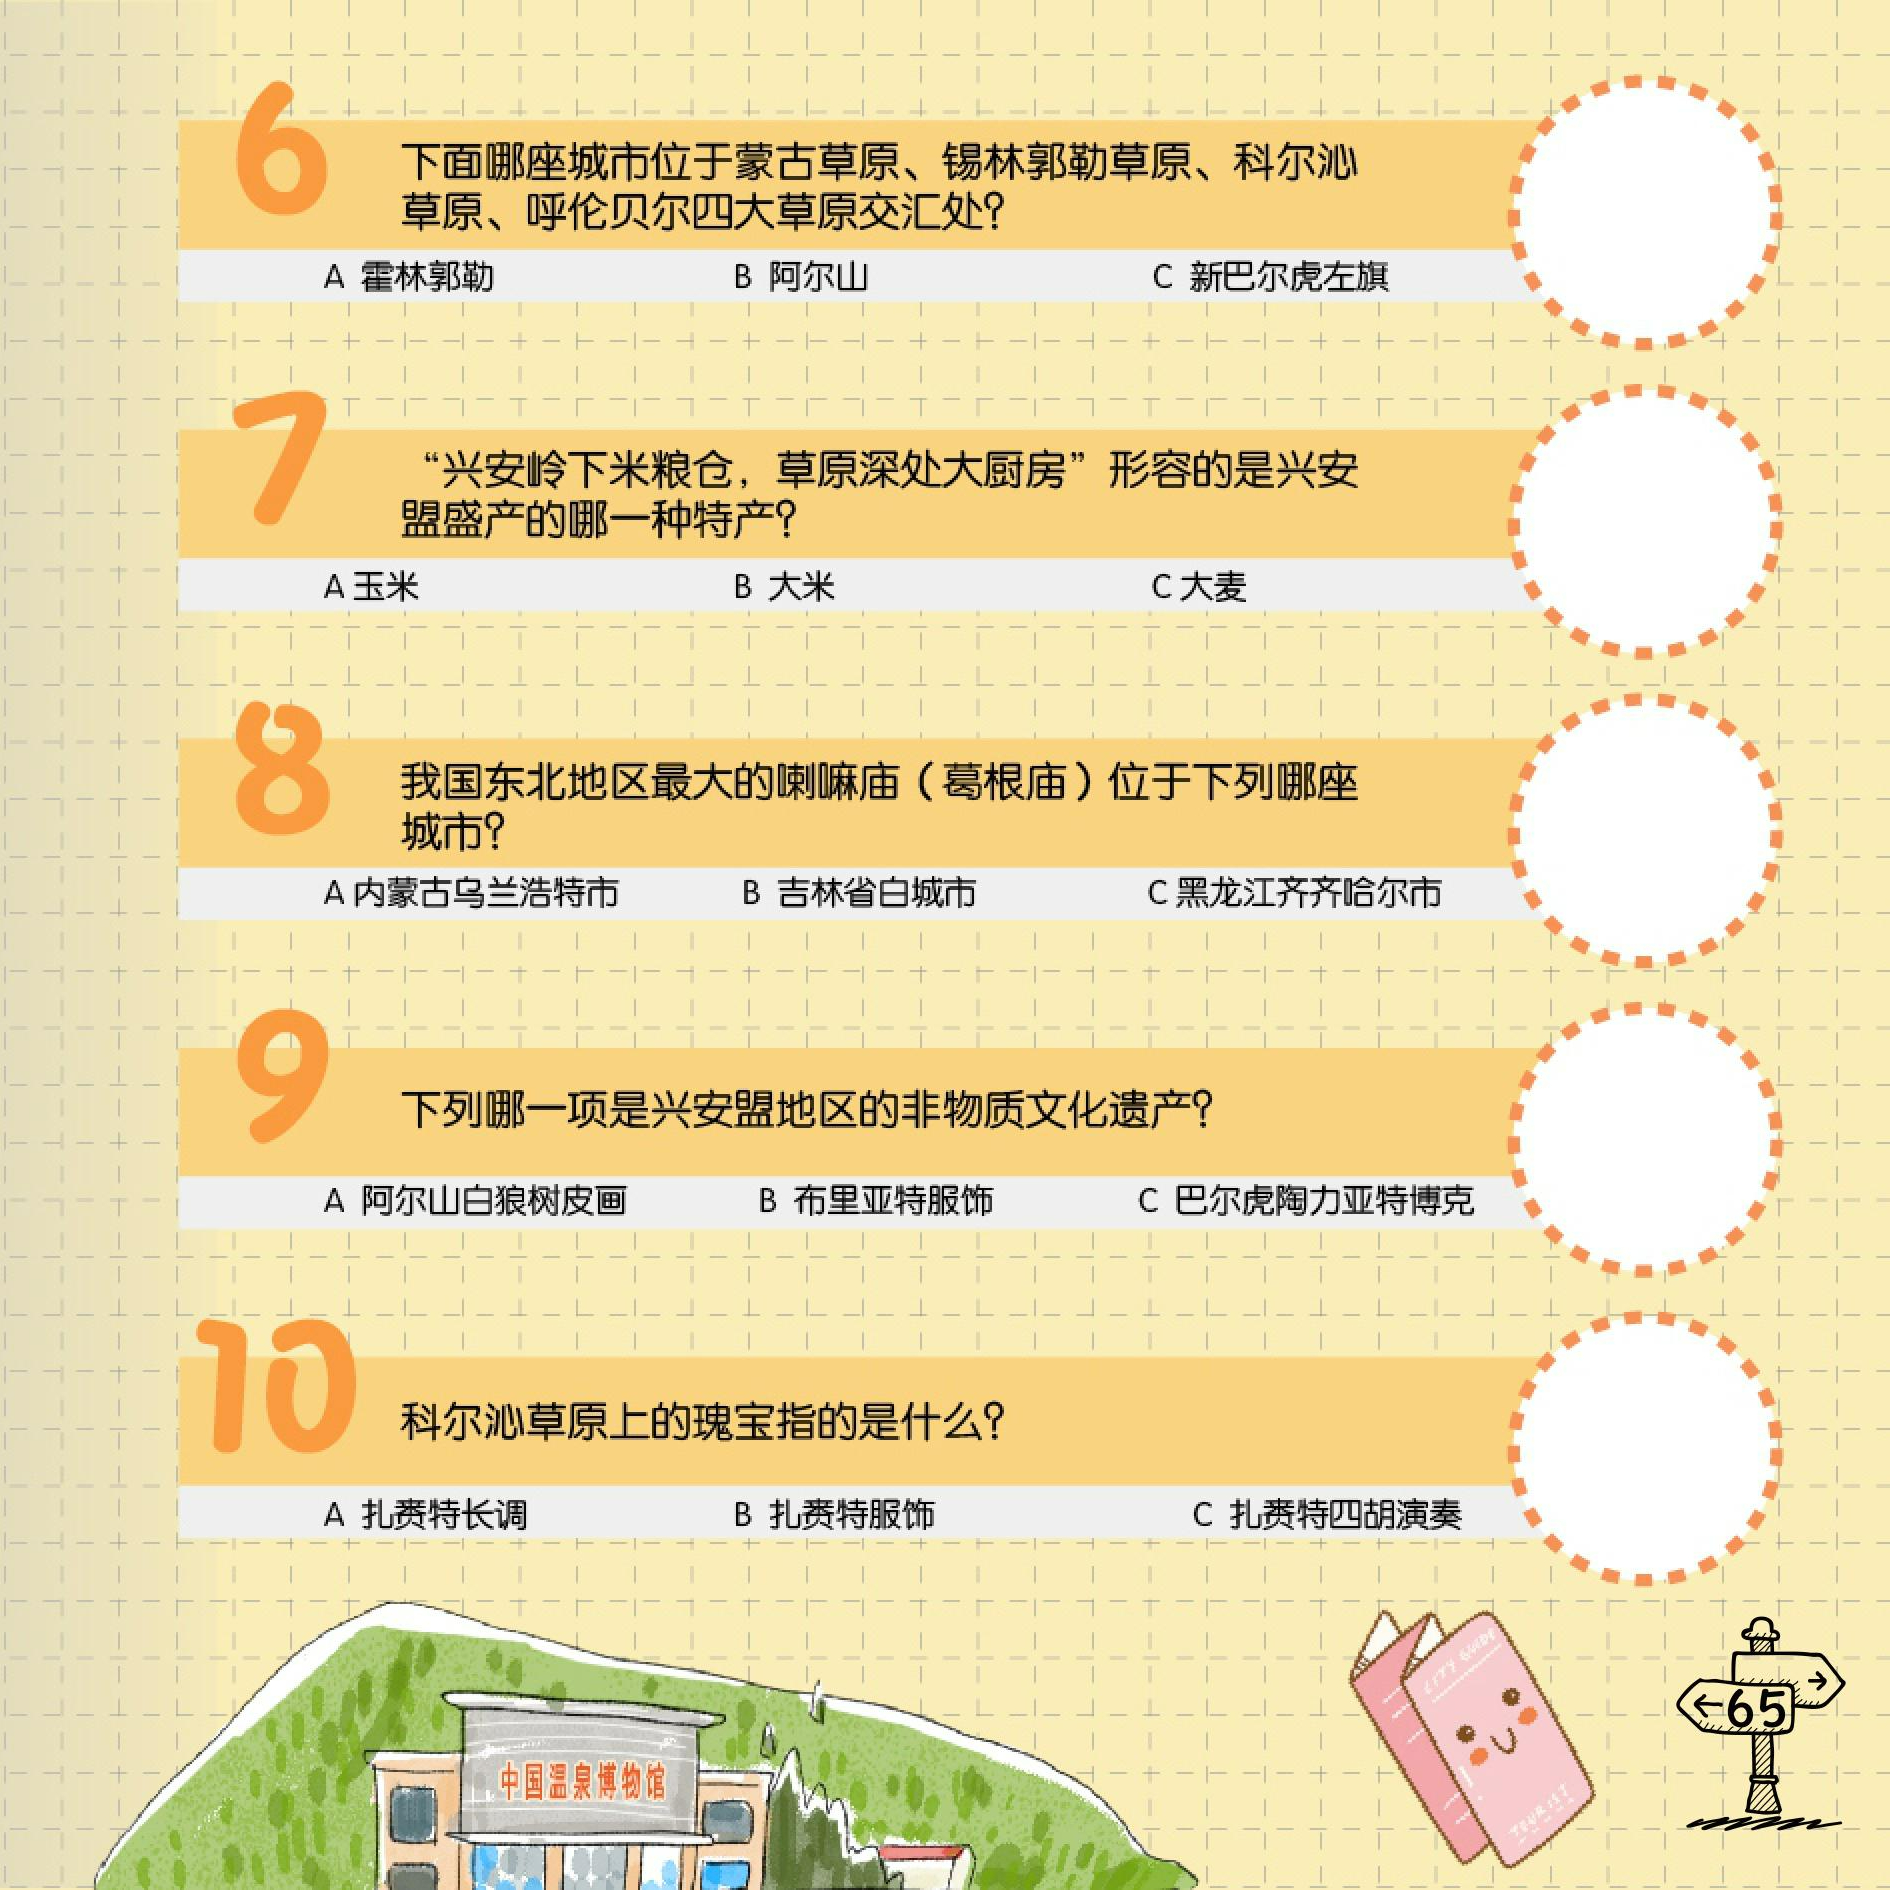 6
下面哪座城市位于蒙古草原、锡林郭勒草原、科尔沁
草原、呼伦贝尔四大草原交汇处?
A 霍林郭勒 B 阿尔山 C 新巴尔虎左旗
7
“兴安岭下米粮仓，草原深处大厨房”形容的是兴安
盟盛产的哪一种特产?
A 玉米 B 大米 C 大麦
8
我国东北地区最大的喇嘛庙（葛根庙）位于下列哪座
城市?
A 内蒙古乌兰浩特市 B 吉林省白城市 C 黑龙江齐齐哈尔市
9
下列哪一项是兴安盟地区的非物质文化遗产?
A 阿尔山白狼树皮画 B 布里亚特服饰 C 巴尔虎陶力亚特博克
10
科尔沁草原上的瑰宝指的是什么?
A 扎赉特长调 B 扎赉特服饰 C 扎赉特四胡演奏
中国温泉博物馆
CITY GUIDE
TOURIST
65